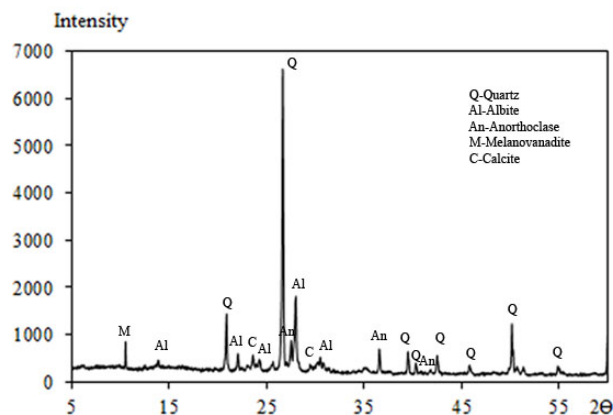 Intensity
7000
6000
5000
4000
3000
2000
1000
0
Q
Q-Quartz
Al-Albite
An-Anorthoclase
M-Melanovanadite
C-Calcite
M
Al
Q
Al
C
Al
An
Al
C
Al
An
Q
Q
An
Q
Q
Q
Q
5
15
25
35
45
55
2Θ